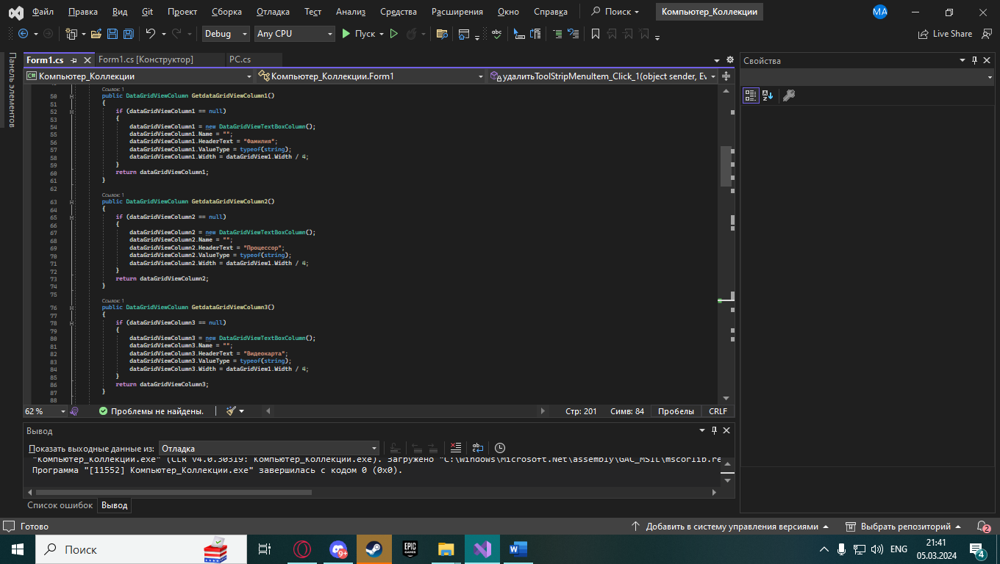 Файл Правка Вид Git Проект Сборка Отладка Тест Анализ Средства Расширения Окно Справка Поиск Компьютер_Коллекции MA
Debug Any CPU Пуск Live Share
Панель элементов
Form1.cs Form1.cs [Конструктор] PC.cs
Компьютер_Коллекции Компьютер_Коллекции.Form1 удалитьToolStripMenuItem_Click_1(object sender, Ev
Ссылок: 1
50 public DataGridViewColumn GetdataGridViewColumn1()
51 {
52 if (dataGridViewColumn1 == null)
53 {
54 dataGridViewColumn1 = new DataGridViewTextBoxColumn();
55 dataGridViewColumn1.Name = "";
56 dataGridViewColumn1.HeaderText = "Фамилия";
57 dataGridViewColumn1.ValueType = typeof(string);
58 dataGridViewColumn1.Width = dataGridView1.Width / 4;
59 }
60 return dataGridViewColumn1;
61 }
62
Ссылок: 1
63 public DataGridViewColumn GetdataGridViewColumn2()
64 {
65 if (dataGridViewColumn2 == null)
66 {
67 dataGridViewColumn2 = new DataGridViewTextBoxColumn();
68 dataGridViewColumn2.Name = "";
69 dataGridViewColumn2.HeaderText = "Процессор";
70 dataGridViewColumn2.ValueType = typeof(string);
71 dataGridViewColumn2.Width = dataGridView1.Width / 4;
72 }
73 return dataGridViewColumn2;
74 }
75
Ссылок: 1
76 public DataGridViewColumn GetdataGridViewColumn3()
77 {
78 if (dataGridViewColumn3 == null)
79 {
80 dataGridViewColumn3 = new DataGridViewTextBoxColumn();
81 dataGridViewColumn3.Name = "";
82 dataGridViewColumn3.HeaderText = "Видеокарта";
83 dataGridViewColumn3.ValueType = typeof(string);
84 dataGridViewColumn3.Width = dataGridView1.Width / 4;
85 }
86 return dataGridViewColumn3;
87 }
88
62 % Проблемы не найдены. Стр: 201 Симв: 84 Пробелы CRLF
Свойства
Вывод
Показать выходные данные из: Отладка
"Компьютер_Коллекции.exe" (CLR v4.0.30319: Компьютер_Коллекции.exe). Загружено "C:\Windows\Microsoft.Net\assembly\GAC_MSIL\mscorlib.re
Программа "[11552] Компьютер_Коллекции.exe" завершилась с кодом 0 (0x0).
Список ошибок Вывод
Готово Добавить в систему управления версиями Выбрать репозиторий 2
Поиск 9+ EPIC GAMES ENG 21:41
05.03.2024 4